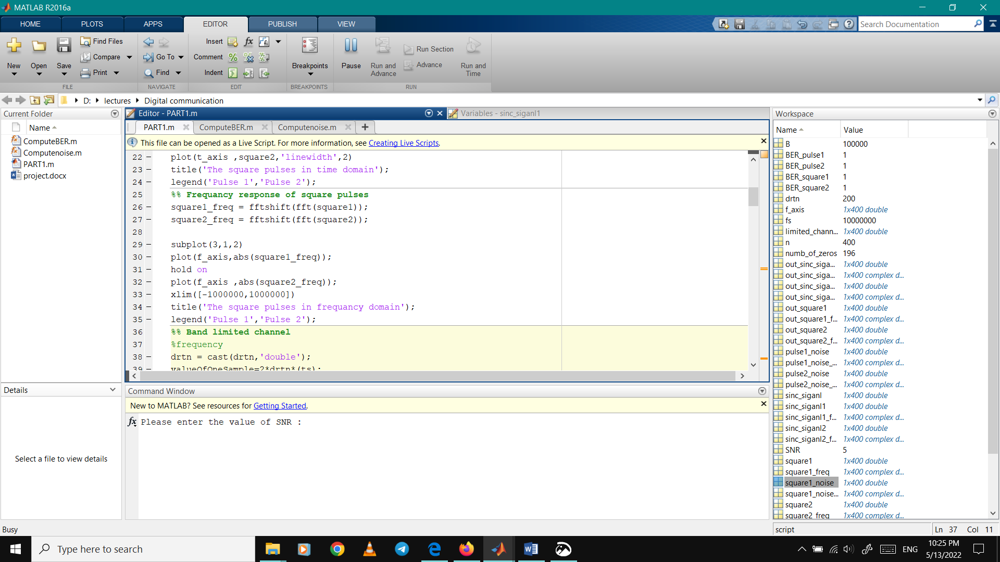 MATLAB R2016a
HOME PLOTS APPS EDITOR PUBLISH VIEW
Search Documentation
New
Open
Save
Find Files
Compare
Print
FILE
Go To
Find
NAVIGATE
Insert
Comment
Indent
EDIT
Breakpoints
BREAKPOINTS
Pause
Run and Advance
Run Section
Advance
Run and Time
RUN
D: lectures Digital communication
Current Folder
Name
ComputeBER.m
Computenoise.m
PART1.m
project.docx
Details
Select a file to view details
Editor - PART1.m
Variables - sinc_siganl1
PART1.m ComputeBER.m Computenoise.m
This file can be opened as a Live Script. For more information, see Creating Live Scripts.
22 – plot(t_axis ,square2,'linewidth',2)
23 – title('The square pulses in time domain');
24 – legend('Pulse 1','Pulse 2');
25 %% Frequancy response of square pulses
26 – square1_freq = fftshift(fft(square1));
27 – square2_freq = fftshift(fft(square2));
28
29 – subplot(3,1,2)
30 – plot(f_axis,abs(square1_freq));
31 – hold on
32 – plot(f_axis ,abs(square2_freq));
33 – xlim([-1000000,1000000])
34 – title('The square pulses in frequancy domain');
35 – legend('Pulse 1','Pulse 2');
36 %% Band limited channel
37 %frequency
38 – drtn = cast(drtn,'double');
39 – valueOfOneSample=2*drtn*(ts);
Command Window
New to MATLAB? See resources for Getting Started.
fx Please enter the value of SNR :
Workspace
Name Value
B 100000
BER_pulse1 1
BER_pulse2 1
BER_square1 1
BER_square2 1
drtn 200
f_axis 1x400 double
fs 10000000
limited_chann... 1x400 double
n 400
numb_of_zeros 196
out_sinc_siga... 1x400 double
out_sinc_siga... 1x400 complex d...
out_sinc_siga... 1x400 double
out_sinc_siga... 1x400 complex d...
out_square1 1x400 double
out_square1_f... 1x400 complex d...
out_square2 1x400 double
out_square2_f... 1x400 complex d...
pulse1_noise 1x400 double
pulse1_noise_... 1x400 complex d...
pulse2_noise 1x400 double
pulse2_noise_... 1x400 complex d...
sinc_siganl 1x400 double
sinc_siganl1 1x400 double
sinc_siganl1_f... 1x400 complex d...
sinc_siganl2 1x400 double
sinc_siganl2_f... 1x400 complex d...
SNR 5
square1 1x400 double
square1_freq 1x400 complex d...
square1_noise 1x400 double
square1_noise... 1x400 complex d...
square2 1x400 double
square2_freq 1x400 complex d...
Busy
script
Ln 37 Col 11
Type here to search
ENG
10:25 PM
5/13/2022